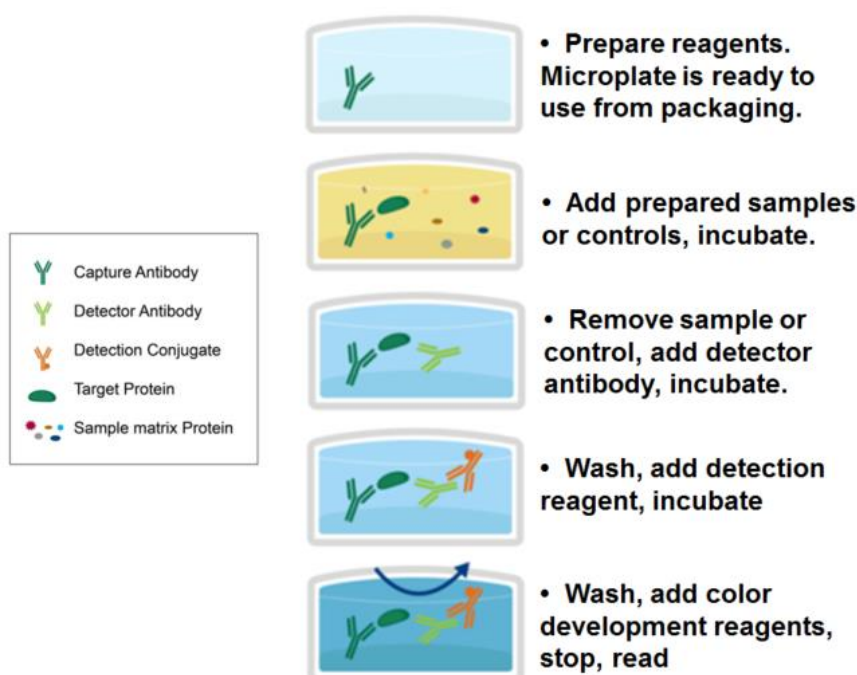 • Prepare reagents.
Microplate is ready to
use from packaging.
• Add prepared samples
or controls, incubate.
Capture Antibody
Detector Antibody
Detection Conjugate
Target Protein
Sample matrix Protein
• Remove sample or
control, add detector
antibody, incubate.
• Wash, add detection
reagent, incubate
• Wash, add color
development reagents,
stop, read